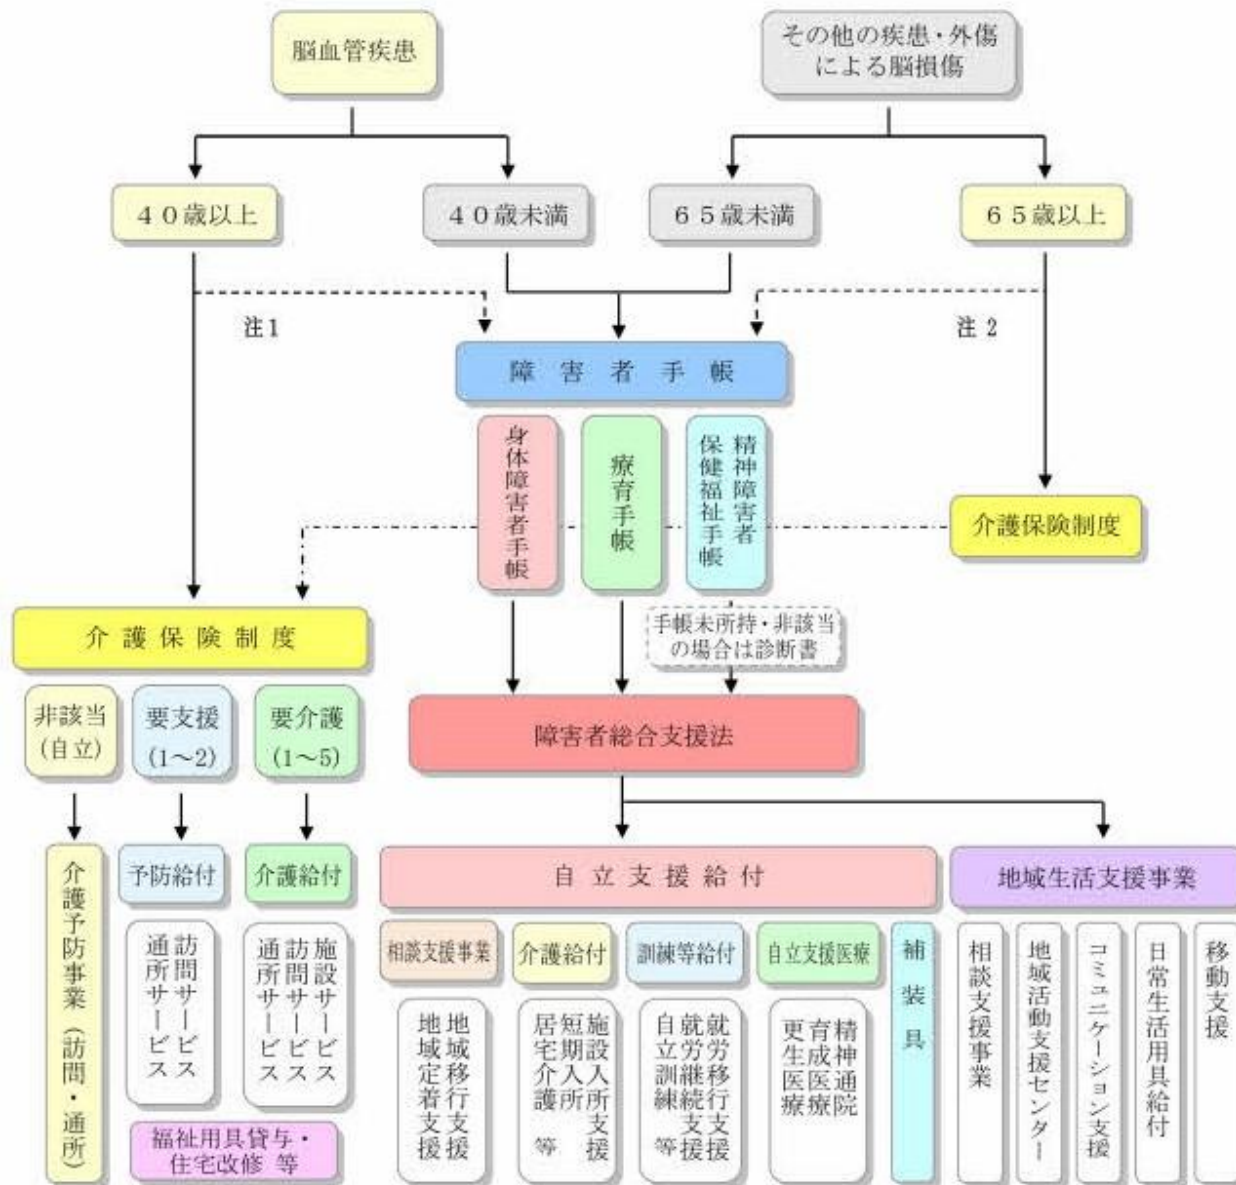 脳血管疾患
その他の疾患・外傷
による脳損傷
40歳以上
40歳未満
65歳未満
65歳以上
注1
注2
障害者手帳
身体障害者手帳
療育手帳
精神障害者
保健福祉手帳
介護保険制度
手帳未所持・非該当
の場合は診断書
介護保険制度
非該当
(自立)
要支援
(1～2)
要介護
(1～5)
障害者総合支援法
介護予防事業(訪問・通所)
予防給付
介護給付
自立支援給付
地域生活支援事業
訪問サービス
通所サービス
施設サービス
訪問サービス
通所サービス
福祉用具貸与・
住宅改修 等
相談支援事業
介護給付
訓練等給付
自立支援医療
補装具
地域移行支援
地域定着支援
施設入所支援
短期入所
居宅介護 等
就労移行支援
就労継続支援
自立訓練 等
精神通院
育成医療
更生医療
相談支援事業
地域活動支援センター
コミュニケーション支援
日常生活用具給付
移動支援